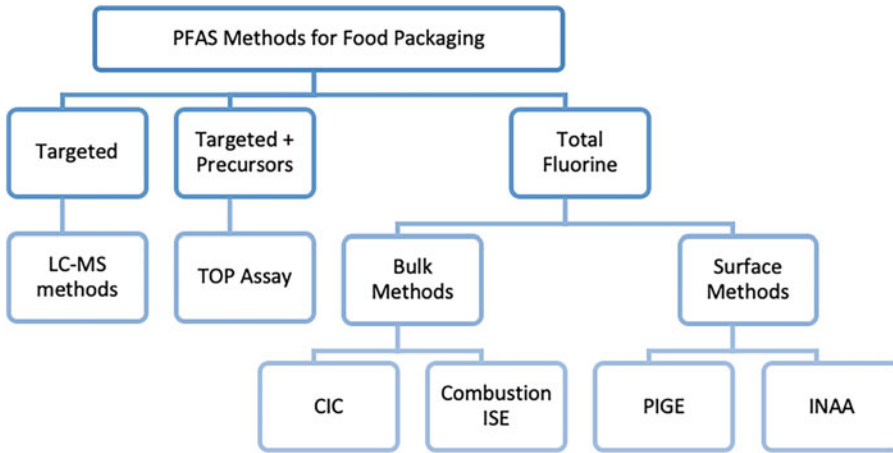 PFAS Methods for Food Packaging
Targeted
Targeted +
Precursors
Total
Fluorine
LC-MS
methods
TOP Assay
Bulk
Methods
Surface
Methods
CIC
Combustion
ISE
PIGE
INAA